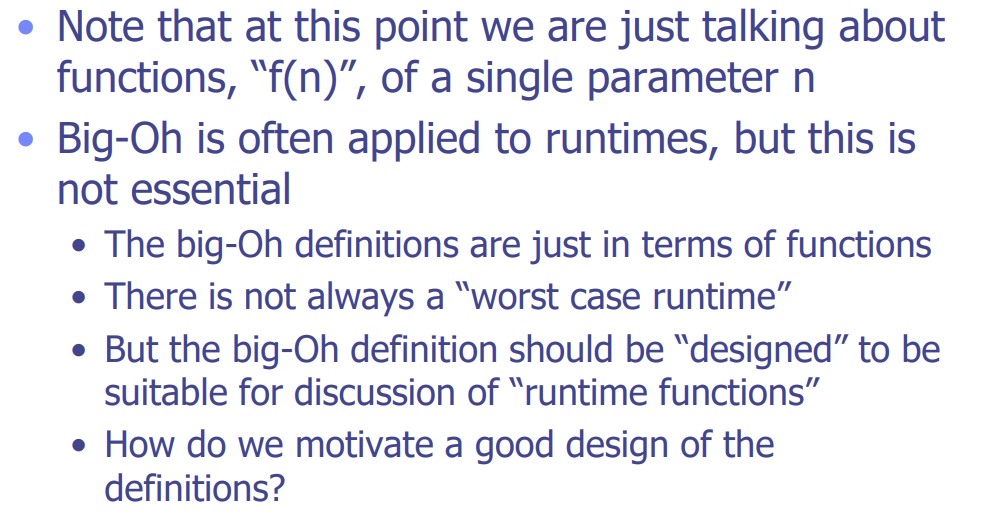 • Note that at this point we are just talking about
functions, “f(n)”, of a single parameter n
• Big-Oh is often applied to runtimes, but this is
not essential
• The big-Oh definitions are just in terms of functions
• There is not always a “worst case runtime”
• But the big-Oh definition should be “designed” to be
suitable for discussion of “runtime functions”
• How do we motivate a good design of the
definitions?